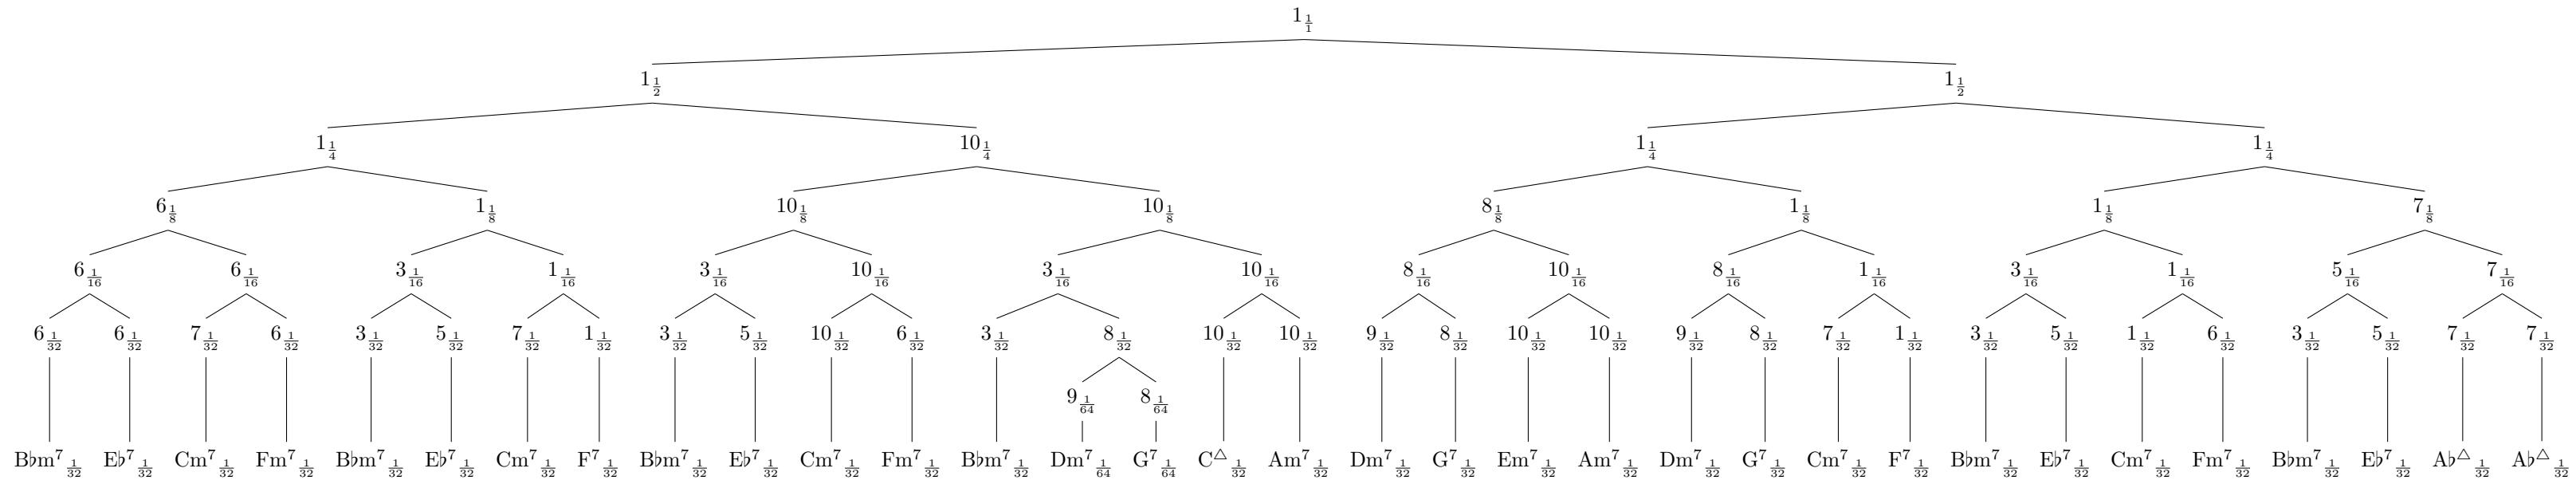 1 1/1
1 1/2 1 1/2
1 1/4 10 1/4 1 1/4 1 1/4
6 1/8 1 1/8 10 1/8 10 1/8 8 1/8 1 1/8 1 1/8 7 1/8
6 1/16 6 1/16 3 1/16 1 1/16 3 1/16 10 1/16 3 1/16 10 1/16 8 1/16 10 1/16 8 1/16 1 1/16 3 1/16 1 1/16 5 1/16 7 1/16
6 1/32 6 1/32 7 1/32 6 1/32 3 1/32 5 1/32 7 1/32 1 1/32 3 1/32 5 1/32 10 1/32 6 1/32 3 1/32 8 1/32 10 1/32 10 1/32 9 1/32 8 1/32 10 1/32 10 1/32 9 1/32 8 1/32 7 1/32 1 1/32 3 1/32 5 1/32 1 1/32 6 1/32 3 1/32 5 1/32 7 1/32 7 1/32
9 1/64 8 1/64
B♭m⁷ 1/32 E♭⁷ 1/32 Cm⁷ 1/32 Fm⁷ 1/32 B♭m⁷ 1/32 E♭⁷ 1/32 Cm⁷ 1/32 F⁷ 1/32 B♭m⁷ 1/32 E♭⁷ 1/32 Cm⁷ 1/32 Fm⁷ 1/32 B♭m⁷ 1/32 Dm⁷ 1/64 G⁷ 1/64 C△ 1/32 Am⁷ 1/32 Dm⁷ 1/32 G⁷ 1/32 Em⁷ 1/32 Am⁷ 1/32 Dm⁷ 1/32 G⁷ 1/32 Cm⁷ 1/32 F⁷ 1/32 B♭m⁷ 1/32 E♭⁷ 1/32 Cm⁷ 1/32 Fm⁷ 1/32 B♭m⁷ 1/32 E♭⁷ 1/32 A♭△ 1/32 A♭△ 1/32